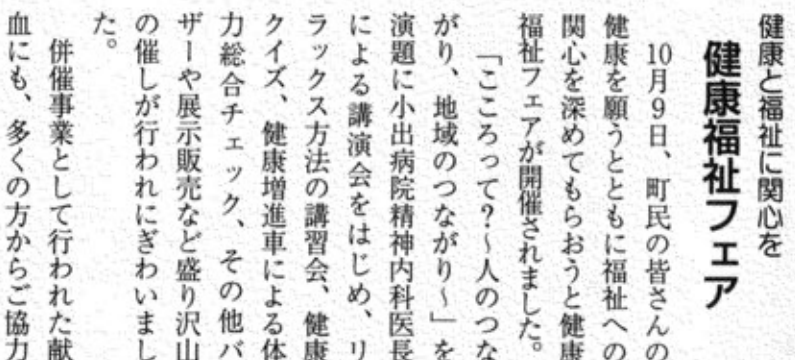 健康と福祉に関心を
健康福祉フェア
10月9日、町民の皆さんの
健康を願うとともに福祉への
関心を深めてもらおうと健康
福祉フェアが開催されました。
「こころって?~人のつな
がり、地域のつながり~」を
演題に小出病院精神内科医長
による講演会をはじめ、リ
ラックス方法の講習会、健康
クイズ、健康増進車による体
力総合チェック、その他バ
ザーや展示販売など盛り沢山
の催しが行われにぎわいまし
た。
併催事業として行われた献
血にも、多くの方からご協力